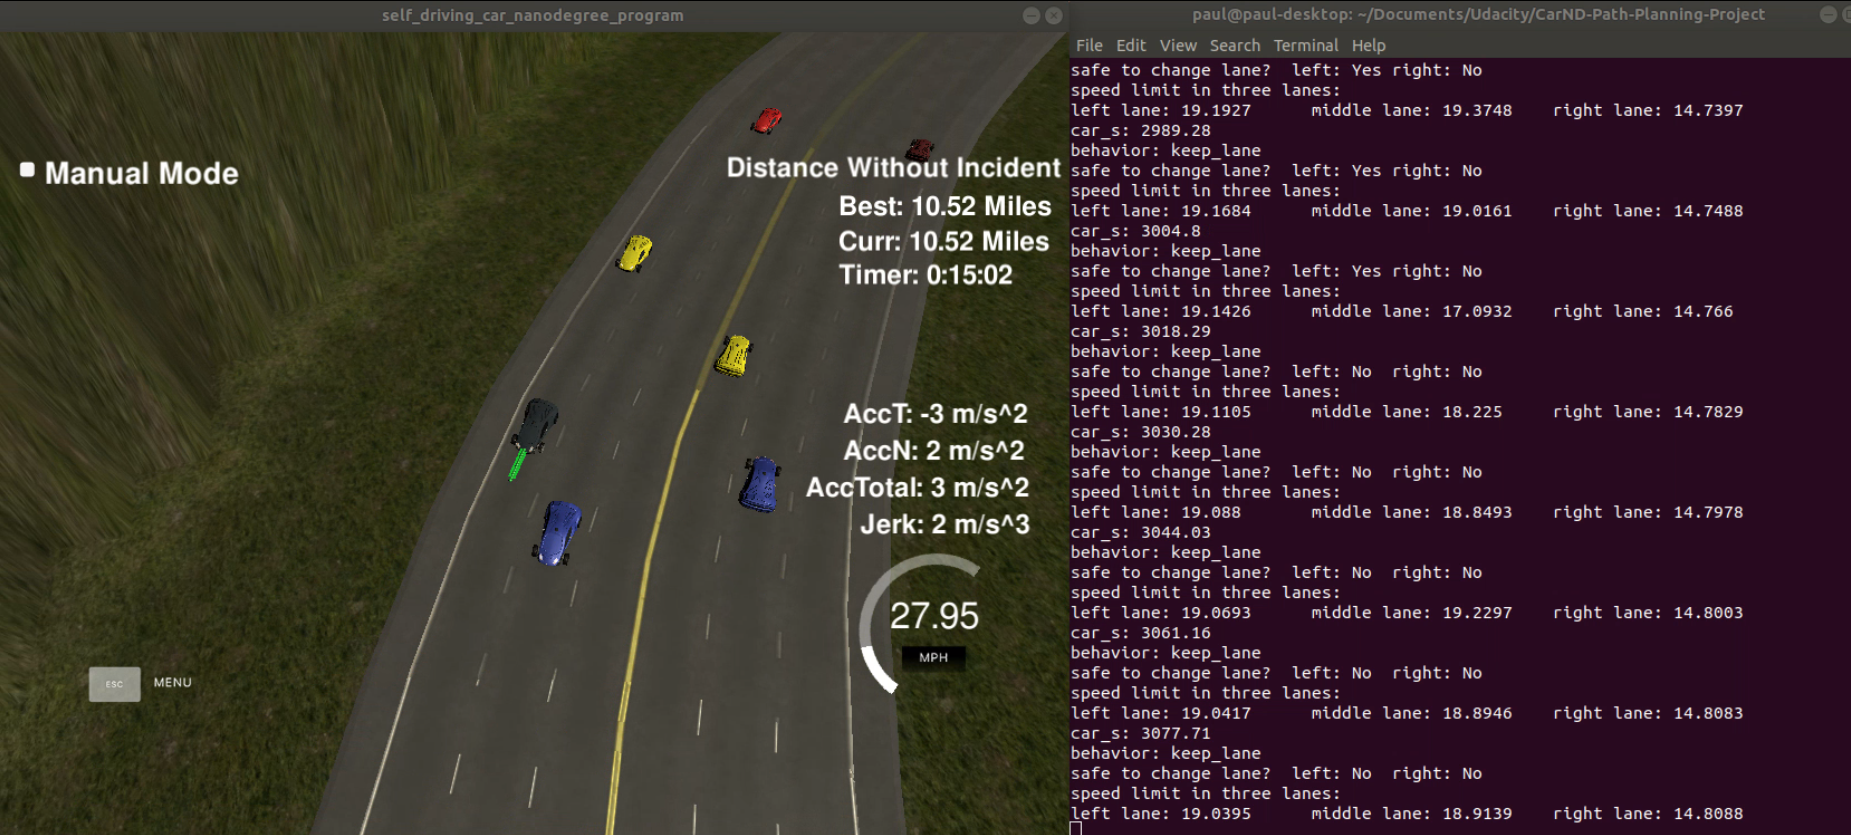 self_driving_car_nanodegree_program
Manual Mode
Distance Without Incident
Best: 10.52 Miles
Curr: 10.52 Miles
Timer: 0:15:02
AccT: -3 m/s^2
AccN: 2 m/s^2
AccTotal: 3 m/s^2
Jerk: 2 m/s^3
27.95
MPH
ESC MENU
paul@paul-desktop: ~/Documents/Udacity/CarND-Path-Planning-Project
File Edit View Search Terminal Help
safe to change lane?  left: Yes right: No
speed limit in three lanes:
left lane: 19.1927      middle lane: 19.3748    right lane: 14.7397
car_s: 2989.28
behavior: keep_lane
safe to change lane?  left: Yes right: No
speed limit in three lanes:
left lane: 19.1684      middle lane: 19.0161    right lane: 14.7488
car_s: 3004.8
behavior: keep_lane
safe to change lane?  left: Yes right: No
speed limit in three lanes:
left lane: 19.1426      middle lane: 17.0932    right lane: 14.766
car_s: 3018.29
behavior: keep_lane
safe to change lane?  left: No  right: No
speed limit in three lanes:
left lane: 19.1105      middle lane: 18.225     right lane: 14.7829
car_s: 3030.28
behavior: keep_lane
safe to change lane?  left: No  right: No
speed limit in three lanes:
left lane: 19.088       middle lane: 18.8493    right lane: 14.7978
car_s: 3044.03
behavior: keep_lane
safe to change lane?  left: No  right: No
speed limit in three lanes:
left lane: 19.0693      middle lane: 19.2297    right lane: 14.8003
car_s: 3061.16
behavior: keep_lane
safe to change lane?  left: No  right: No
speed limit in three lanes:
left lane: 19.0417      middle lane: 18.8946    right lane: 14.8083
car_s: 3077.71
behavior: keep_lane
safe to change lane?  left: No  right: No
speed limit in three lanes:
left lane: 19.0395      middle lane: 18.9139    right lane: 14.8088